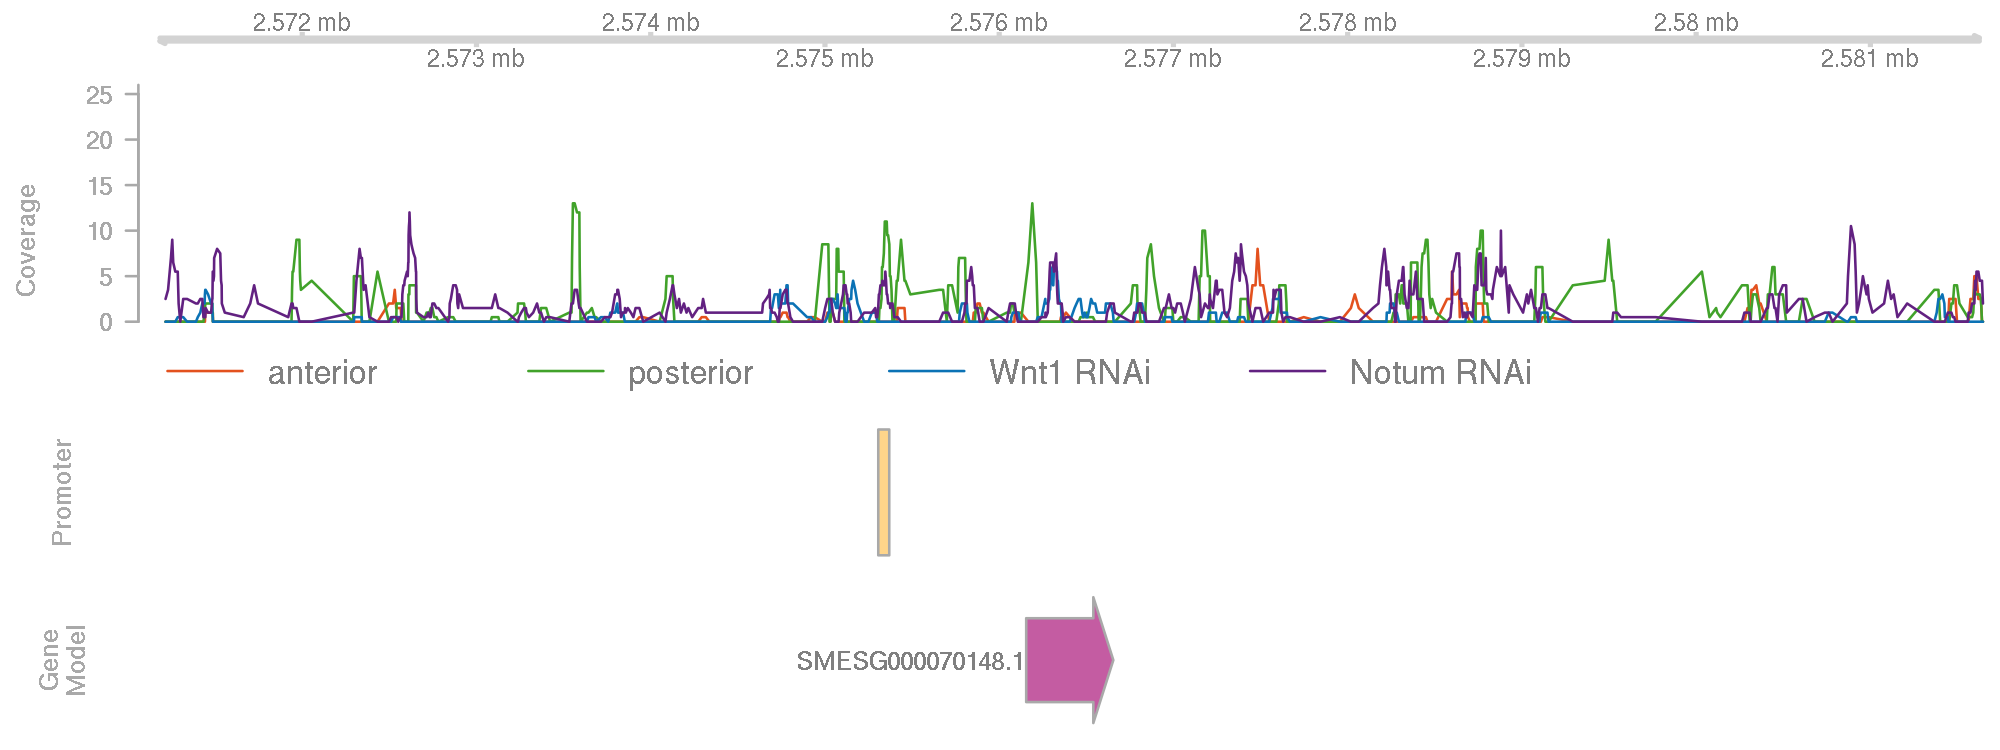 2.572 mb 2.574 mb 2.576 mb 2.578 mb 2.58 mb
2.573 mb 2.575 mb 2.577 mb 2.579 mb 2.581 mb
Coverage
25
20
15
10
5
0
anterior posterior Wnt1 RNAi Notum RNAi
Promoter
Gene
Model
SMESG000070148.1